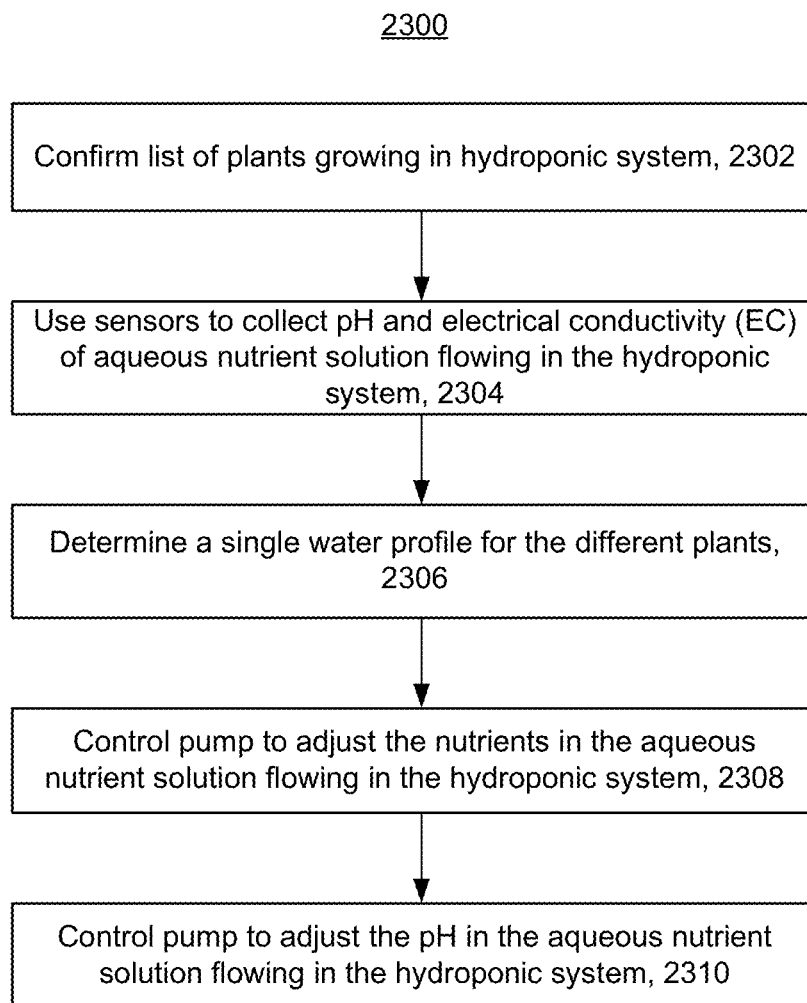 2300
Confirm list of plants growing in hydroponic system, 2302
Use sensors to collect pH and electrical conductivity (EC)
of aqueous nutrient solution flowing in the hydroponic
system, 2304
Determine a single water profile for the different plants,
2306
Control pump to adjust the nutrients in the aqueous
nutrient solution flowing in the hydroponic system, 2308
Control pump to adjust the pH in the aqueous nutrient
solution flowing in the hydroponic system, 2310